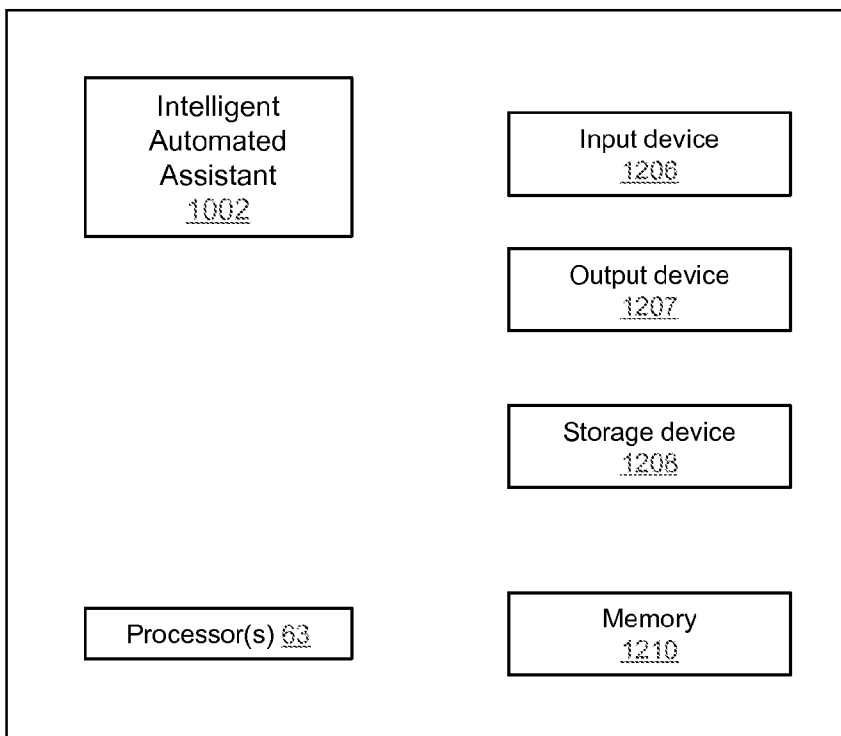 Intelligent
Automated
Assistant
1002
Input device
1206
Output device
1207
Storage device
1208
Processor(s) 63
Memory
1210